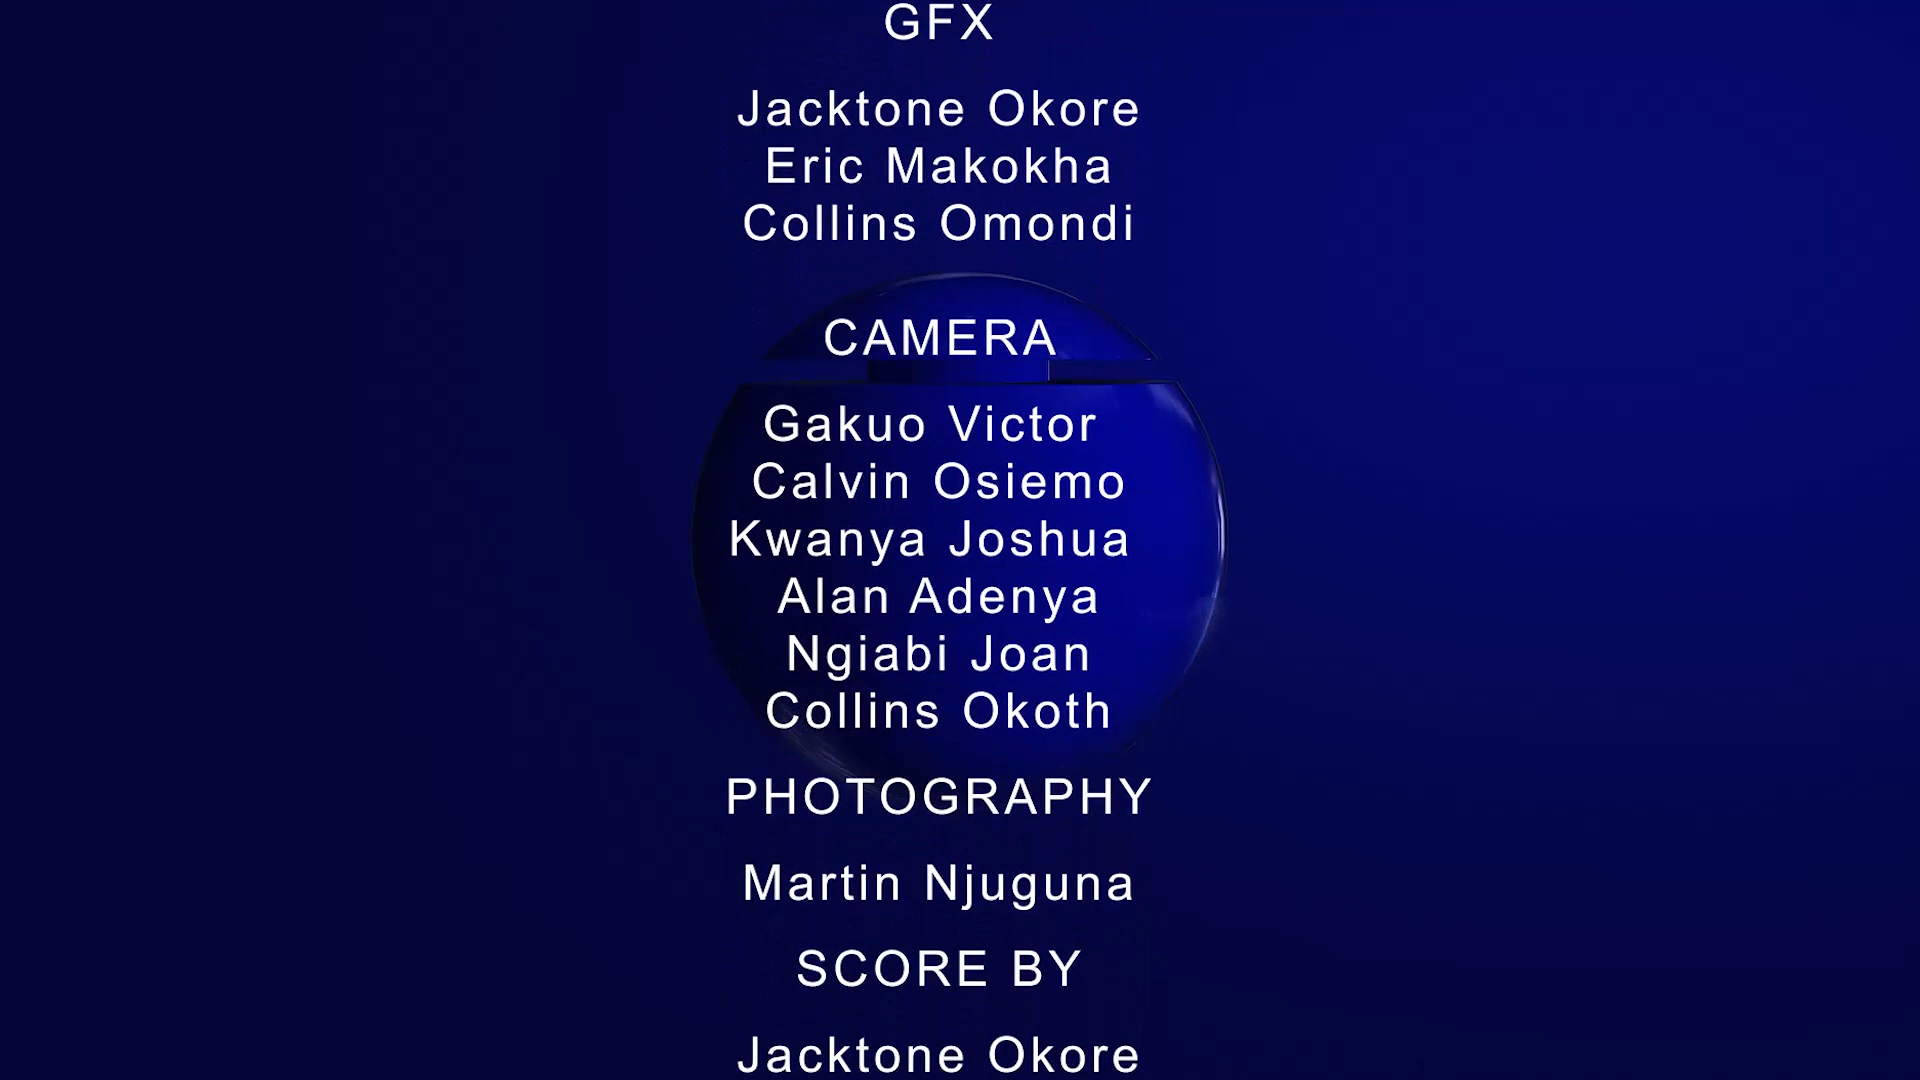 GFX
Jacktone Okore
Eric Makokha
Collins Omondi
CAMERA
Gakuo Victor
Calvin Osiemo
Kwanya Joshua
Alan Adenya
Ngiabi Joan
Collins Okoth
PHOTOGRAPHY
Martin Njuguna
SCORE BY
Jacktone Okore